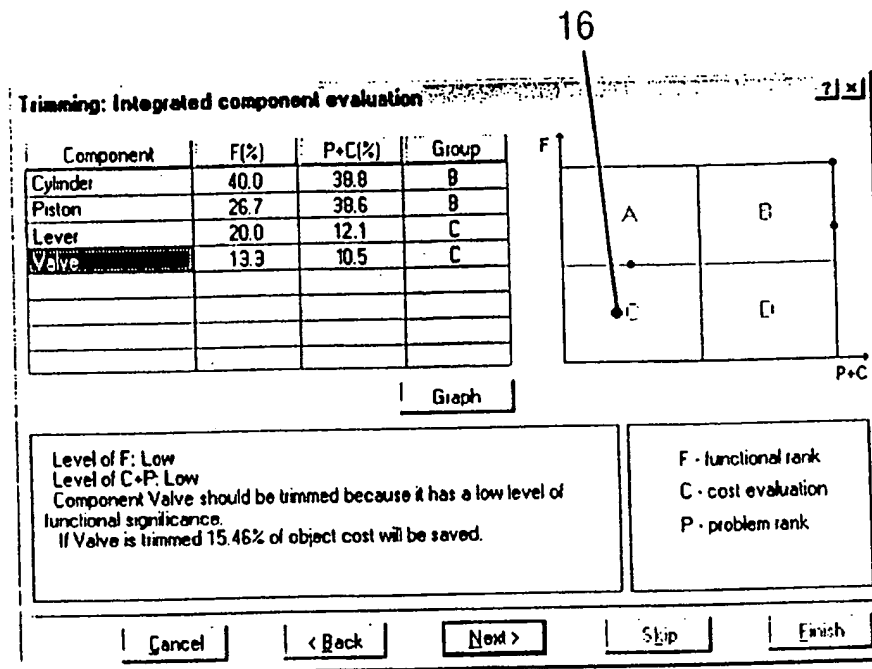 16
Trimming: Integrated component evaluation ? x
Component F(%) P+C(%) Group
Cylinder 40.0 38.8 B
Piston 26.7 38.6 B
Lever 20.0 12.1 C
Valve 13.3 10.5 C
Graph
F
A B
C D
P+C
Level of F: Low
Level of C+P: Low
Component Valve should be trimmed because it has a low level of
functional significance.
If Valve is trimmed 15.46% of object cost will be saved.
F - functional rank
C - cost evaluation
P - problem rank
Cancel < Back Next > Skip Finish